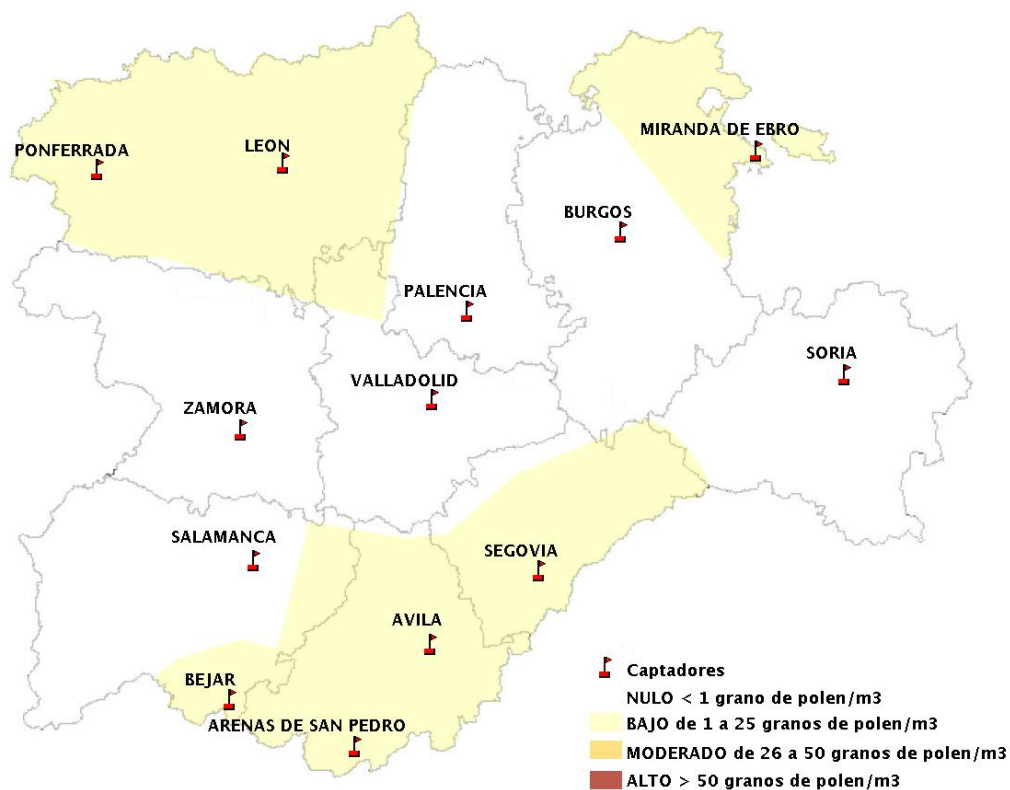 MIRANDA DE EBRO
PONFERRADA
LEON
BURGOS
PALENCIA
SORIA
VALLADOLID
ZAMORA
SALAMANCA
SEGOVIA
AVILA
BEJAR
ARENAS DE SAN PEDRO
Captadores
NULO < 1 grano de polen/m3
BAJO de 1 a 25 granos de polen/m3
MODERADO de 26 a 50 granos de polen/m3
ALTO > 50 granos de polen/m3